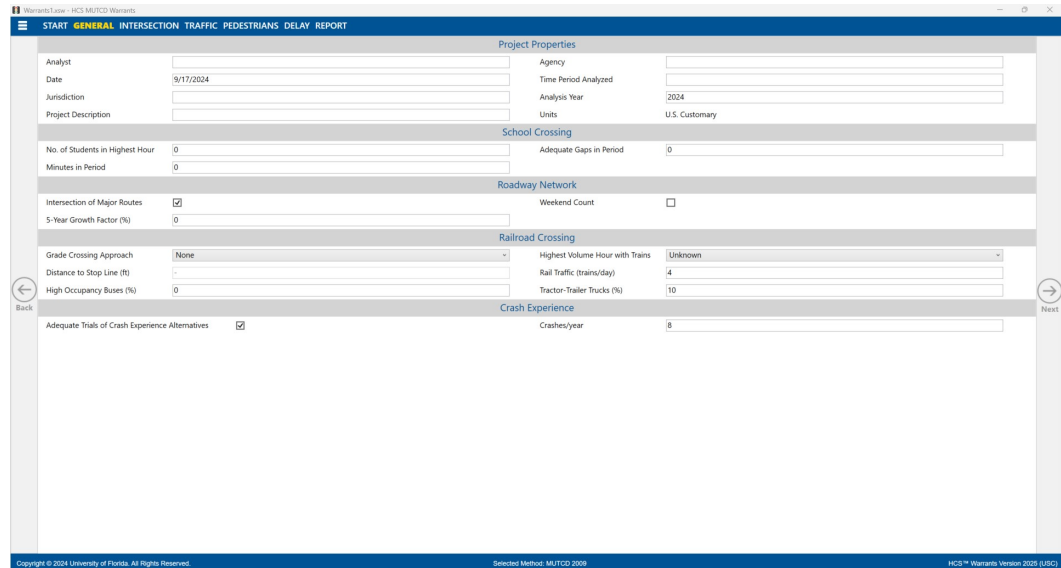 Warrants1.xsw - HCS MUTCD Warrants
START GENERAL INTERSECTION TRAFFIC PEDESTRIANS DELAY REPORT
Project Properties
Analyst Agency
Date 9/17/2024 Time Period Analyzed
Jurisdiction Analysis Year 2024
Project Description Units U.S. Customary
School Crossing
No. of Students in Highest Hour 0 Adequate Gaps in Period 0
Minutes in Period 0
Roadway Network
Intersection of Major Routes Weekend Count
5-Year Growth Factor (%) 0
Railroad Crossing
Grade Crossing Approach None Highest Volume Hour with Trains Unknown
Distance to Stop Line (ft) - Rail Traffic (trains/day) 4
High Occupancy Buses (%) 0 Tractor-Trailer Trucks (%) 10
Back Next
Crash Experience
Adequate Trials of Crash Experience Alternatives Crashes/year 8
Copyright © 2024 University of Florida. All Rights Reserved. Selected Method: MUTCD 2009 HCS™ Warrants Version 2025 (USC)